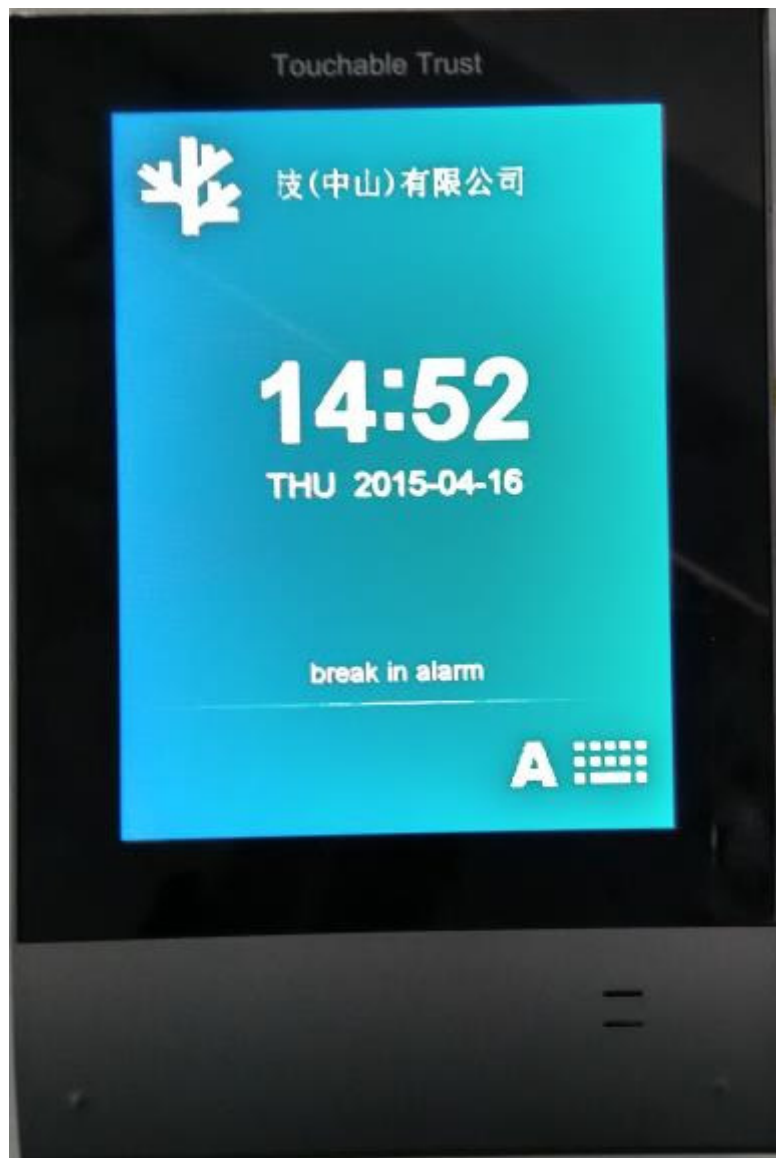 Touchable Trust
技(中山)有限公司
14:52
THU 2015-04-16
break in alarm
A